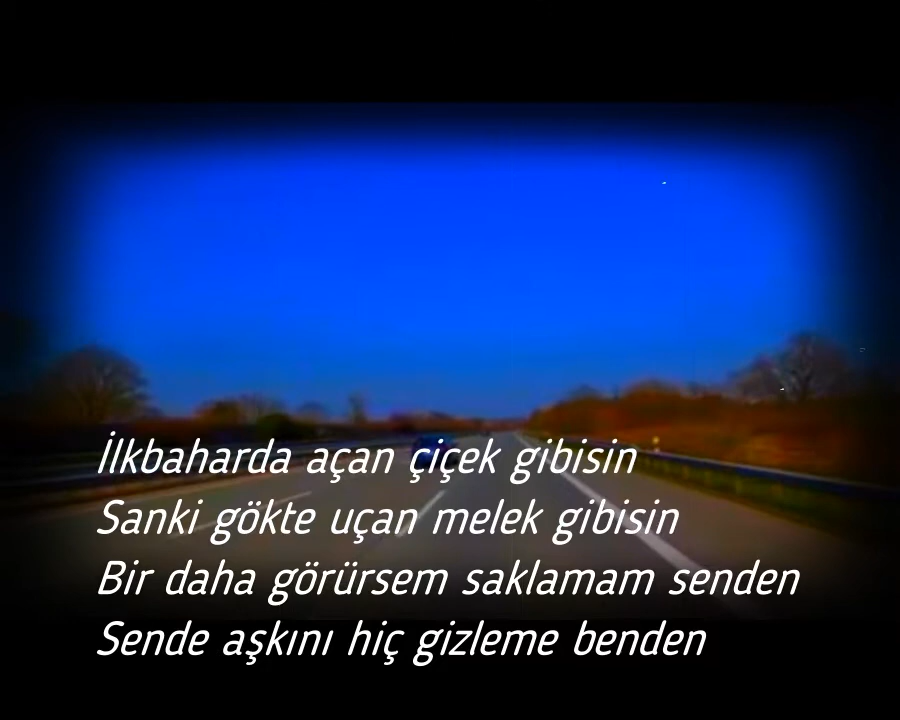 İlkbaharda açan çiçek gibisin
Sanki gökte uçan melek gibisin
Bir daha görürsem saklamam senden
Sende aşkını hiç gizleme benden